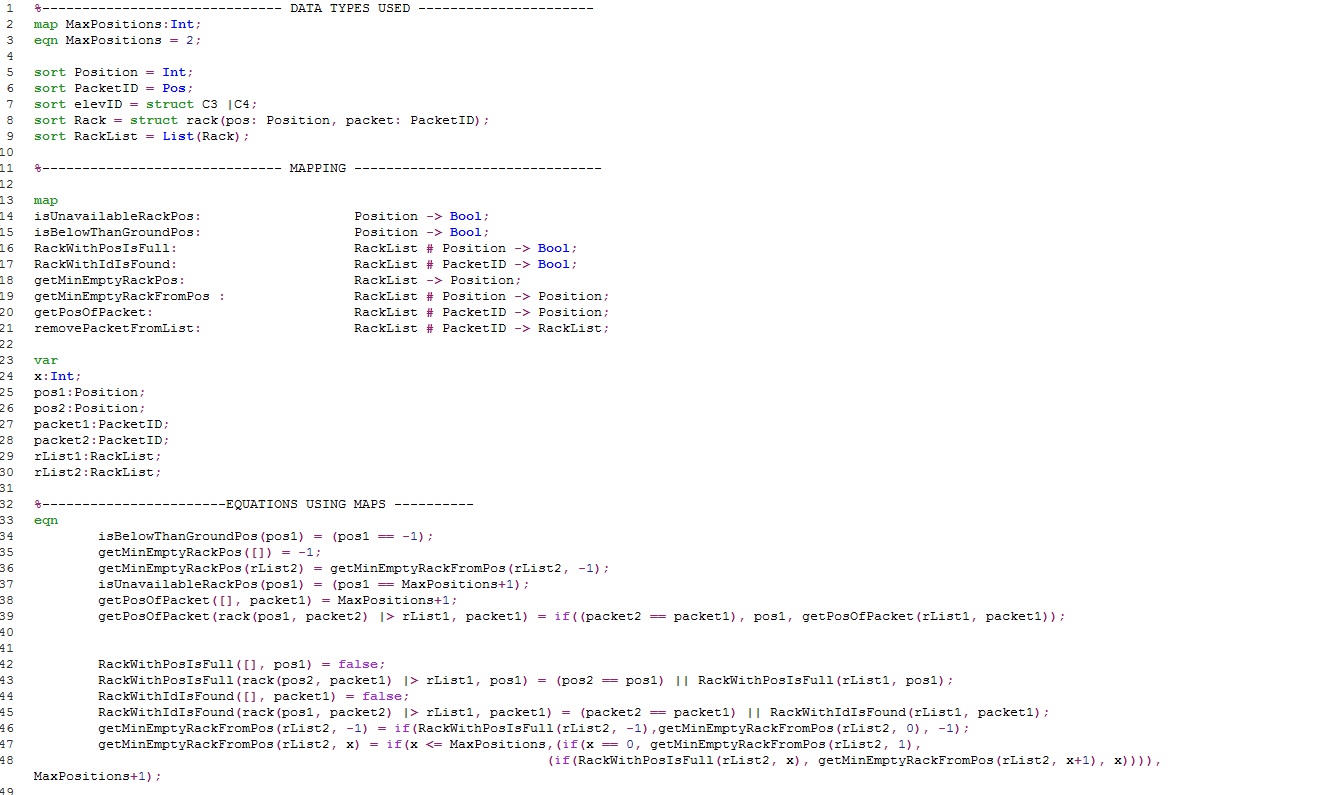 1 %------------------------------ DATA TYPES USED ----------------------
2 map MaxPositions:Int;
3 eqn MaxPositions = 2;
4
5 sort Position = Int;
6 sort PacketID = Pos;
7 sort elevID = struct C3 |C4;
8 sort Rack = struct rack(pos: Position, packet: PacketID);
9 sort RackList = List(Rack);
10
11 %------------------------------ MAPPING -------------------------------
12
13 map
14 isUnavailableRackPos: Position -> Bool;
15 isBelowThanGroundPos: Position -> Bool;
16 RackWithPosIsFull: RackList # Position -> Bool;
17 RackWithIdIsFound: RackList # PacketID -> Bool;
18 getMinEmptyRackPos: RackList -> Position;
19 getMinEmptyRackFromPos : RackList # Position -> Position;
20 getPosOfPacket: RackList # PacketID -> Position;
21 removePacketFromList: RackList # PacketID -> RackList;
22
23 var
24 x:Int;
25 pos1:Position;
26 pos2:Position;
27 packet1:PacketID;
28 packet2:PacketID;
29 rList1:RackList;
30 rList2:RackList;
31
32 %-----------------------EQUATIONS USING MAPS ----------
33 eqn
34 isBelowThanGroundPos(pos1) = (pos1 == -1);
35 getMinEmptyRackPos([]) = -1;
36 getMinEmptyRackPos(rList2) = getMinEmptyRackFromPos(rList2, -1);
37 isUnavailableRackPos(pos1) = (pos1 == MaxPositions+1);
38 getPosOfPacket([], packet1) = MaxPositions+1;
39 getPosOfPacket(rack(pos1, packet2) |> rList1, packet1) = if((packet2 == packet1), pos1, getPosOfPacket(rList1, packet1));
40
41
42 RackWithPosIsFull([], pos1) = false;
43 RackWithPosIsFull(rack(pos2, packet1) |> rList1, pos1) = (pos2 == pos1) || RackWithPosIsFull(rList1, pos1);
44 RackWithIdIsFound([], packet1) = false;
45 RackWithIdIsFound(rack(pos1, packet2) |> rList1, packet1) = (packet2 == packet1) || RackWithIdIsFound(rList1, packet1);
46 getMinEmptyRackFromPos(rList2, -1) = if(RackWithPosIsFull(rList2, -1),getMinEmptyRackFromPos(rList2, 0), -1);
47 getMinEmptyRackFromPos(rList2, x) = if(x <= MaxPositions,(if(x == 0, getMinEmptyRackFromPos(rList2, 1),
48 (if(RackWithPosIsFull(rList2, x), getMinEmptyRackFromPos(rList2, x+1), x)))),
MaxPositions+1);
49